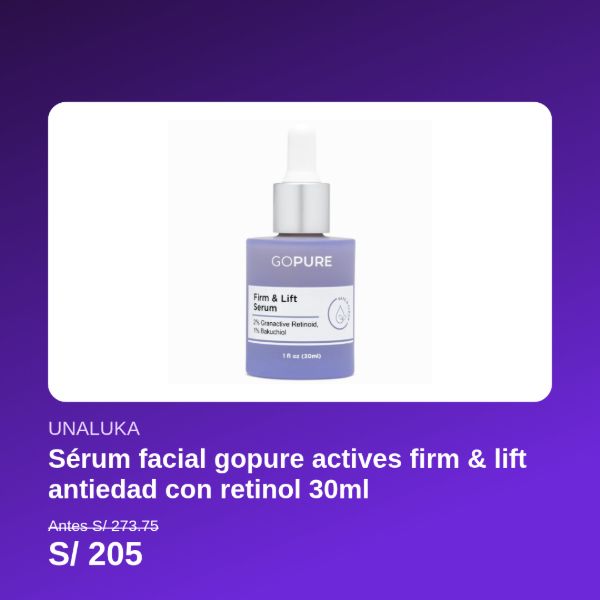 GOPURE
Firm & Lift
Serum
2% Granactive Retinoid,
1% Bakuchiol
1 fl oz (30ml)
UNALUKA
Sérum facial gopure actives firm & lift
antiedad con retinol 30ml
Antes S/ 273.75
S/ 205